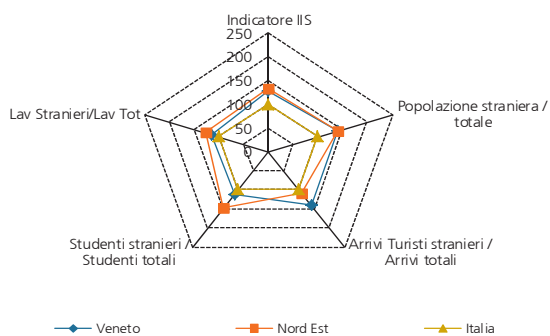 Indicatore IIS
250
200
150
100
50
0
Popolazione straniera /
totale
Arrivi Turisti stranieri /
Arrivi totali
Studenti stranieri /
Studenti totali
Lav Stranieri/Lav Tot
Veneto
Nord Est
Italia